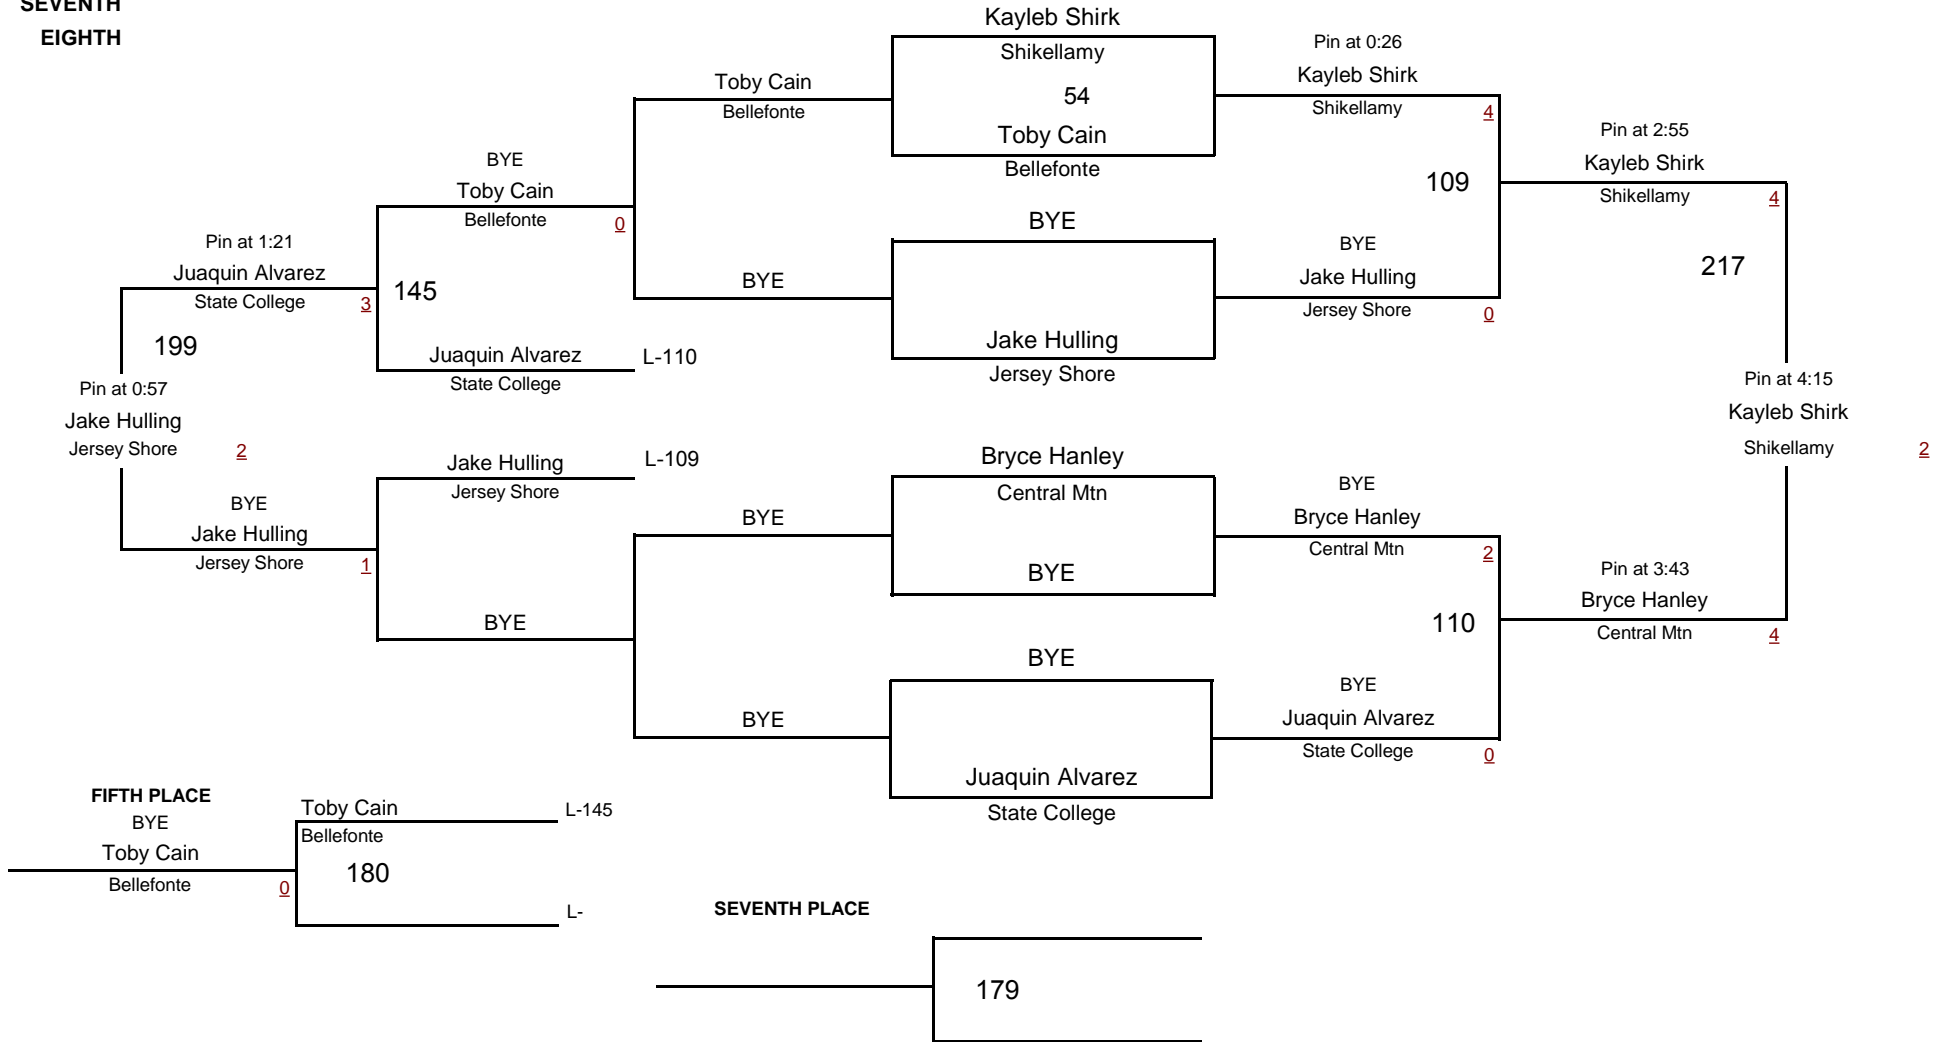 SEVENTH
EIGHTH
Kayleb Shirk
Shikellamy
54
Toby Cain
Bellefonte
BYE
Jake Hulling
Jersey Shore
Bryce Hanley
Central Mtn
BYE
BYE
Juaquin Alvarez
State College
Pin at 0:26
Kayleb Shirk
Shikellamy
4
109
BYE
Jake Hulling
Jersey Shore
0
BYE
Bryce Hanley
Central Mtn
2
110
BYE
Juaquin Alvarez
State College
0
Pin at 2:55
Kayleb Shirk
Shikellamy
4
217
Pin at 3:43
Bryce Hanley
Central Mtn
4
Pin at 4:15
Kayleb Shirk
Shikellamy
2
Toby Cain
Bellefonte
BYE
BYE
BYE
BYE
Toby Cain
Bellefonte
0
145
Juaquin Alvarez
L-110
State College
Jake Hulling
L-109
Jersey Shore
BYE
Pin at 1:21
Juaquin Alvarez
State College
3
199
Pin at 0:57
Jake Hulling
Jersey Shore
2
BYE
Jake Hulling
Jersey Shore
1
FIFTH PLACE
BYE
Toby Cain
Bellefonte
0
Toby Cain
L-145
Bellefonte
180
L-
SEVENTH PLACE
179